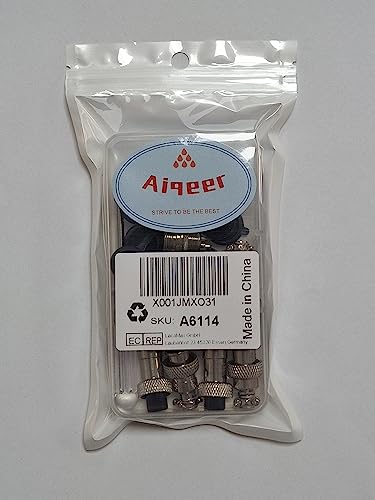 Aiqeer
STRIVE TO BE THE BEST
X001JMXO31
SKU: A6114
EC REP
Made in China